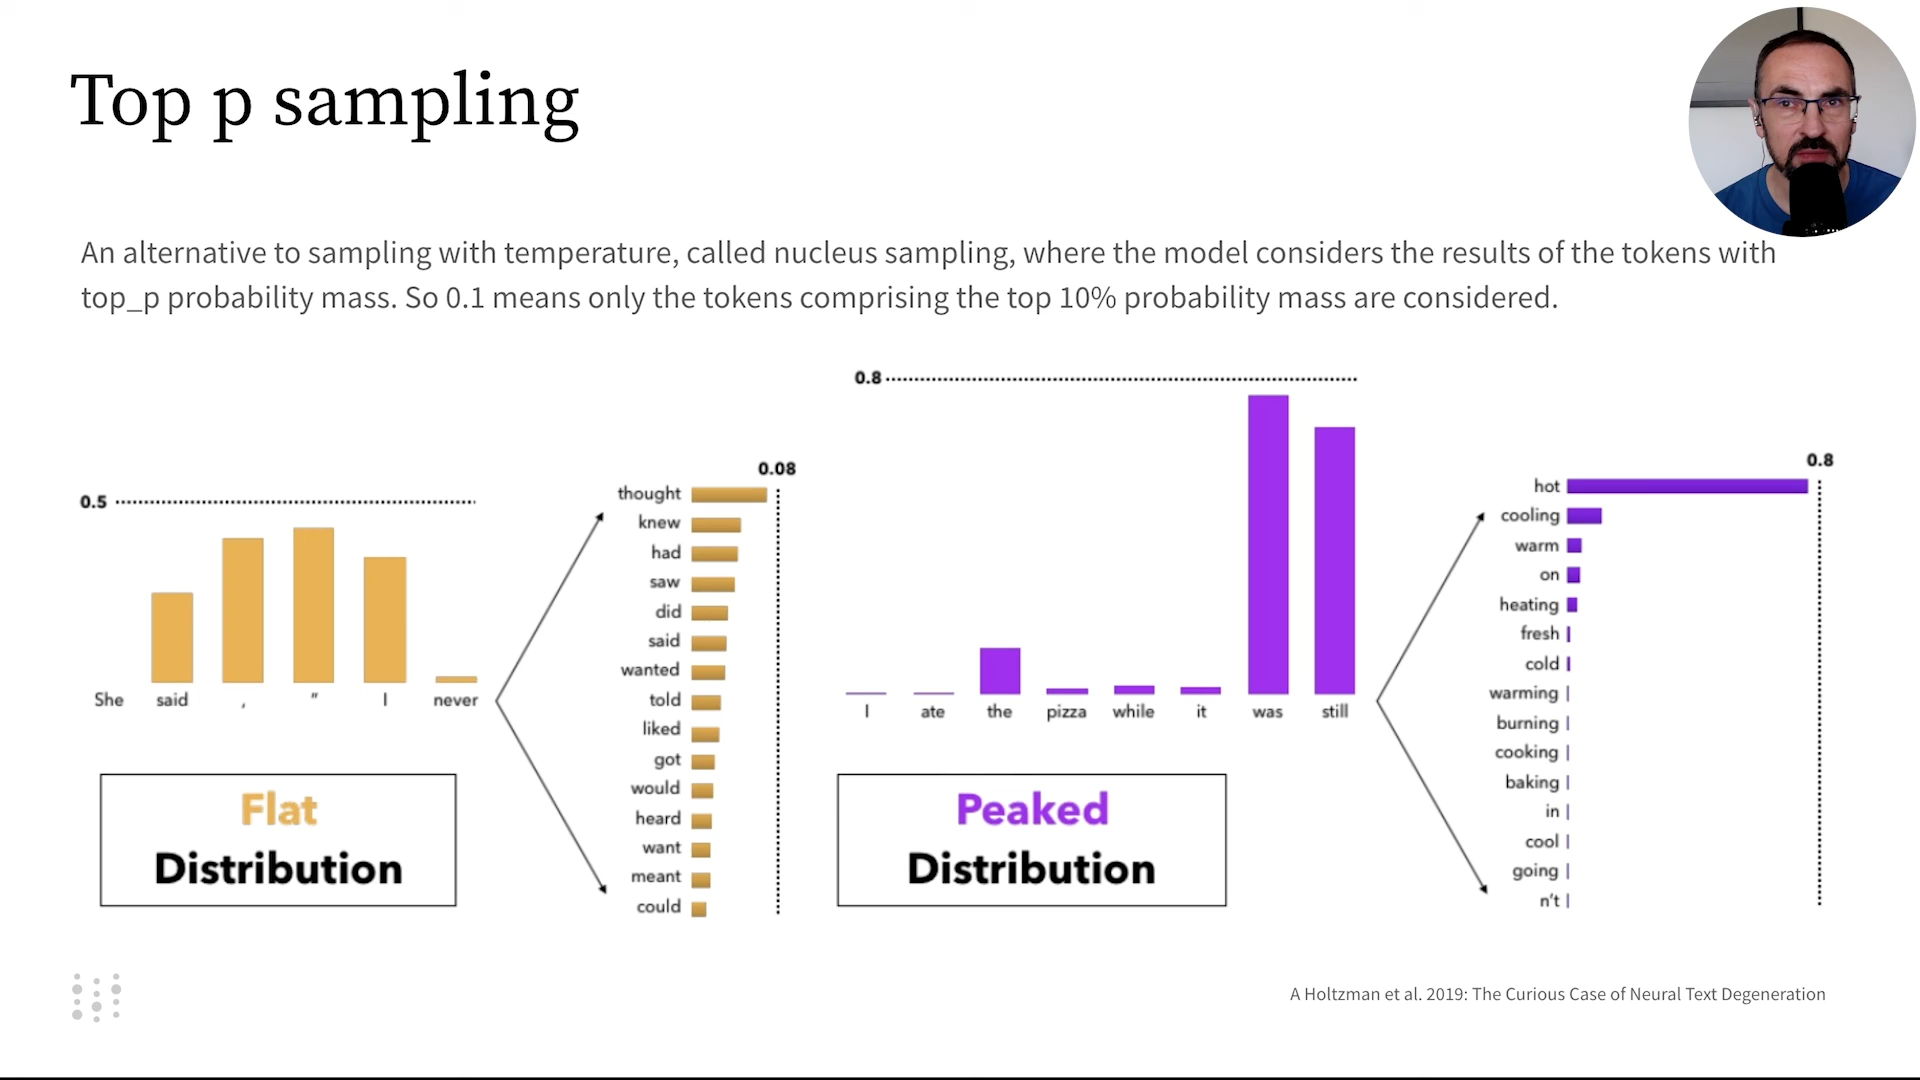 Top p sampling
An alternative to sampling with temperature, called nucleus sampling, where the model considers the results of the tokens with
top_p probability mass. So 0.1 means only the tokens comprising the top 10% probability mass are considered.
0.5
She said , " I never
0.08
thought
knew
had
saw
did
said
wanted
told
liked
got
would
heard
want
meant
could
Flat
Distribution
0.8
I ate the pizza while it was still
0.8
hot
cooling
warm
on
heating
fresh
cold
warming
burning
cooking
baking
in
cool
going
n't
Peaked
Distribution
A Holtzman et al. 2019: The Curious Case of Neural Text Degeneration